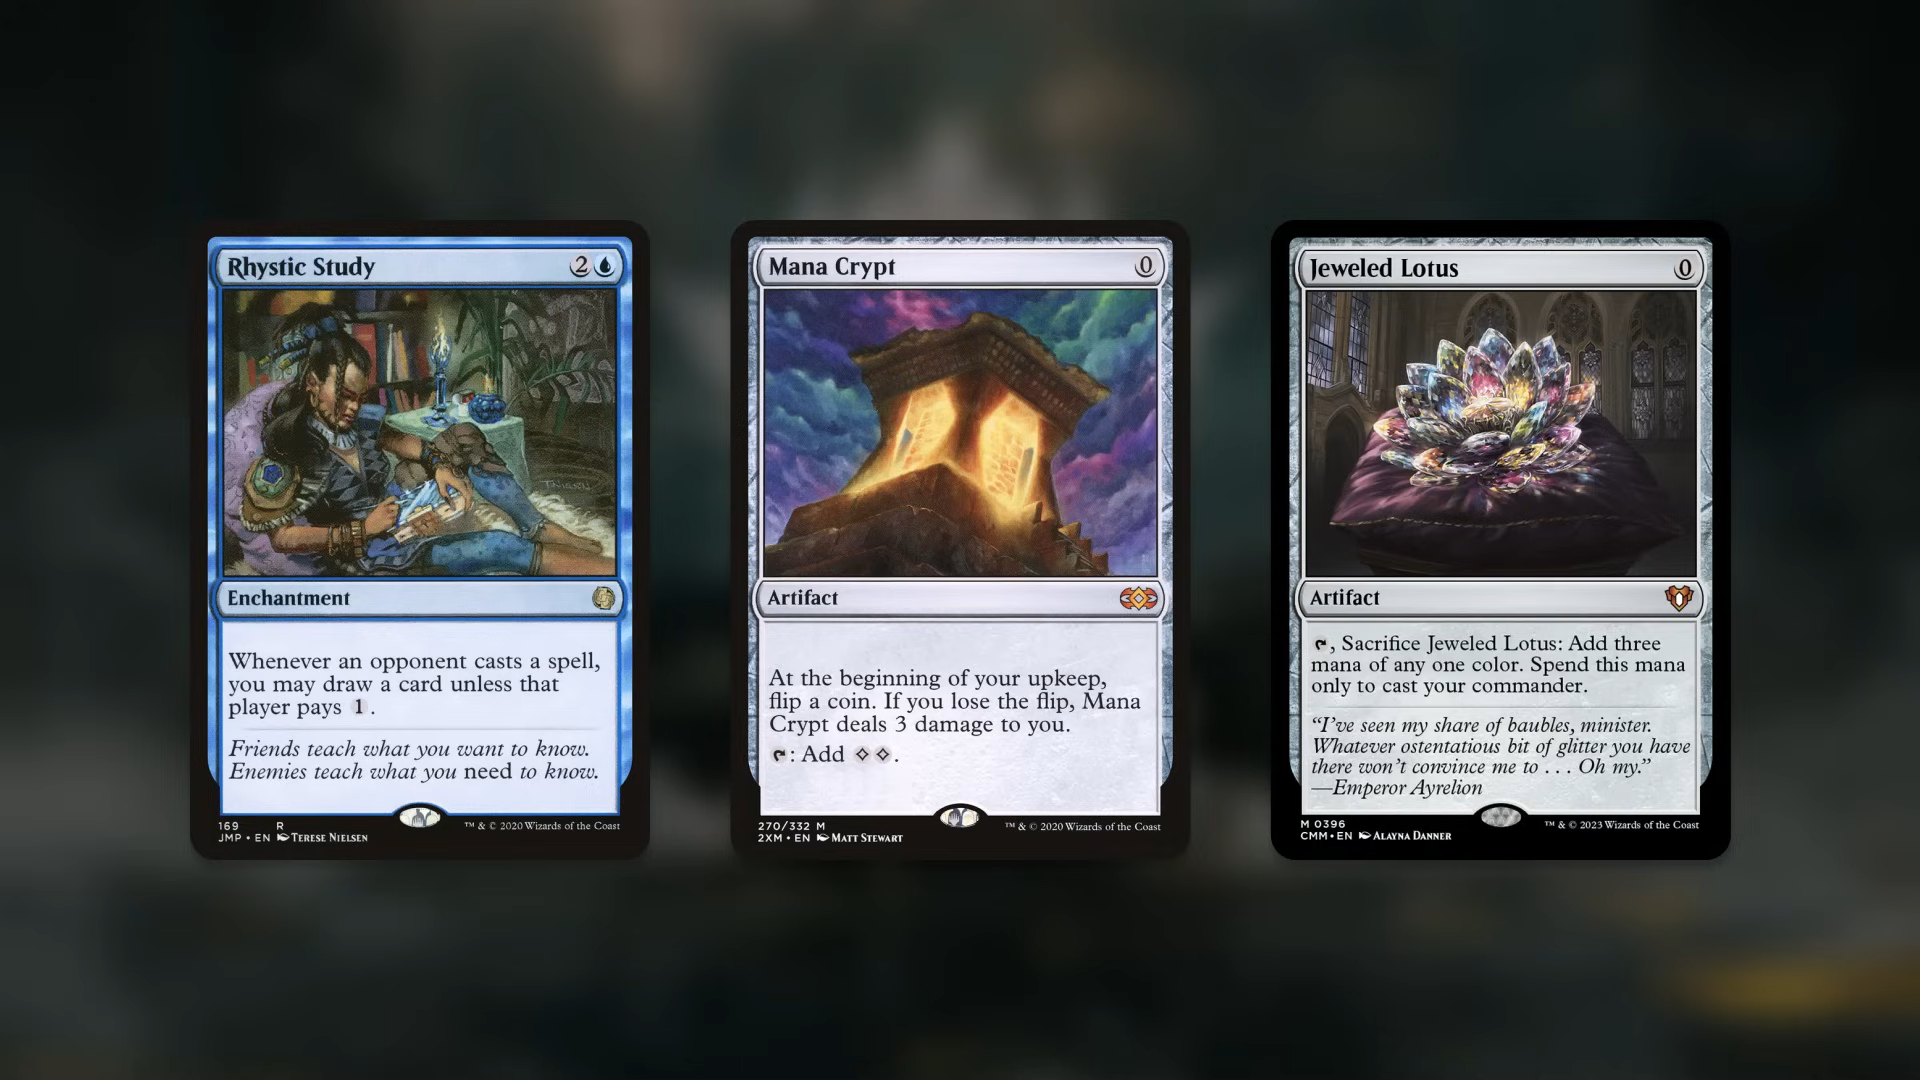 Rhystic Study 2
T. NIELSEN
Enchantment
Whenever an opponent casts a spell,
you may draw a card unless that
player pays 1.
Friends teach what you want to know.
Enemies teach what you need to know.
169 R
JMP • EN TERESE NIELSEN
™ & © 2020 Wizards of the Coast
Mana Crypt 0
Artifact
At the beginning of your upkeep,
flip a coin. If you lose the flip, Mana
Crypt deals 3 damage to you.
: Add .
270/332 M
2XM • EN MATT STEWART
™ & © 2020 Wizards of the Coast
Jeweled Lotus 0
Artifact
, Sacrifice Jeweled Lotus: Add three
mana of any one color. Spend this mana
only to cast your commander.
“I’ve seen my share of baubles, minister.
Whatever ostentatious bit of glitter you have
there won’t convince me to . . . Oh my.”
—Emperor Ayrelion
M 0396
CMM • EN ALAYNA DANNER
™ & © 2023 Wizards of the Coast